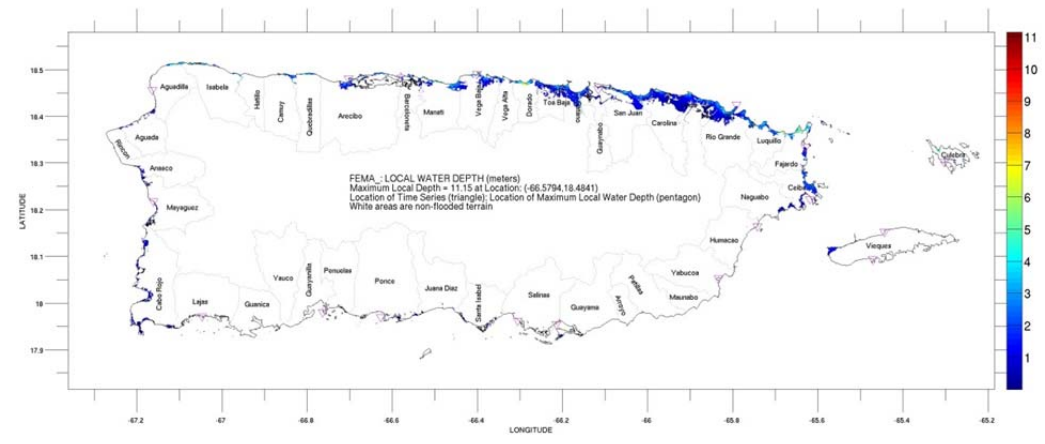 11
10
9
8
7
6
5
4
3
2
1
18.5
18.4
18.3
18.2
18.1
18
17.9
LATITUDE
Aguadilla
Isabela
Hatillo
Camuy
Quebradillas
Arecibo
Barceloneta
Manati
Vega Baja
Vega Alta
Dorado
Toa Baja
Guaynabo
San Juan
Carolina
Rio Grande
Luquillo
Fajardo
Ceiba
Culebra
Aguada
Rincon
Anasco
Mayaguez
Naguabo
Humacao
Vieques
FEMA_: LOCAL WATER DEPTH (meters)
Maximum Local Depth = 11.15 at Location: (-66.5794,18.4841)
Location of Time Series (triangle); Location of Maximum Local Water Depth (pentagon)
White areas are non-flooded terrain
Cabo Rojo
Lajas
Guanica
Yauco
Guayanilla
Penuelas
Ponce
Juana Diaz
Santa Isabel
Salinas
Guayama
Arroyo
Patillas
Maunabo
Yabucoa
-67.2
-67
-66.8
-66.6
-66.4
-66.2
-66
-65.8
-65.6
-65.4
-65.2
LONGITUDE